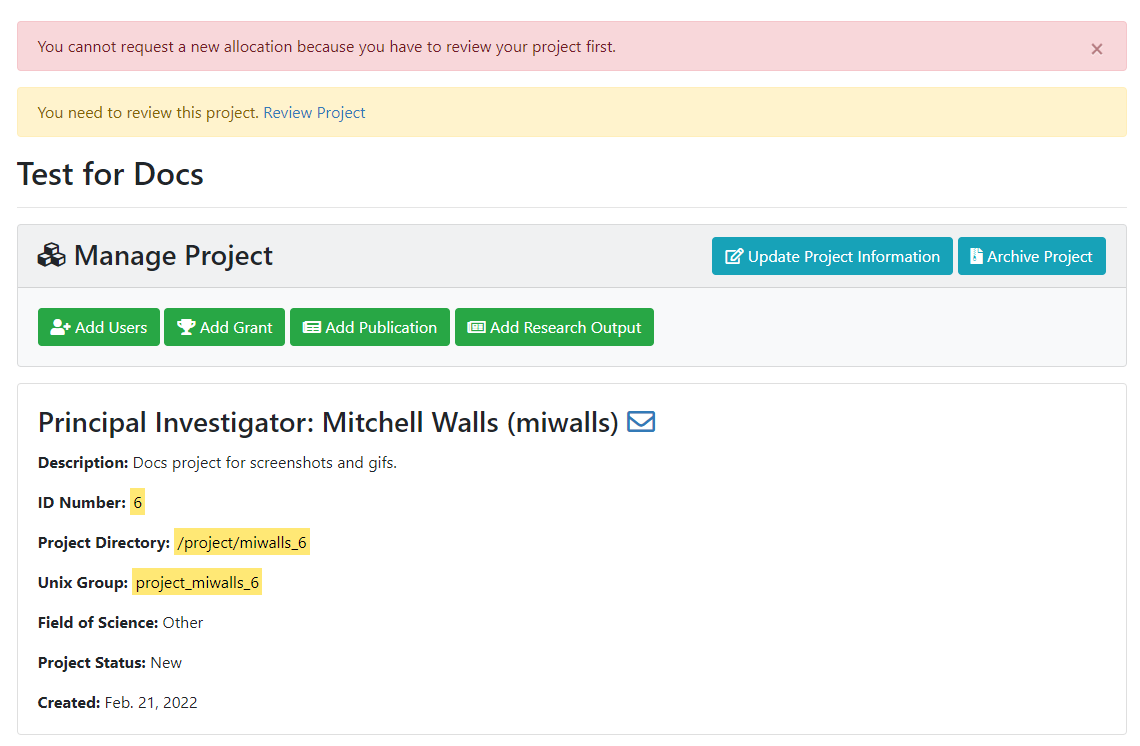 You cannot request a new allocation because you have to review your project first.
×
You need to review this project. Review Project
Test for Docs
Manage Project
Update Project Information
Archive Project
Add Users
Add Grant
Add Publication
Add Research Output
Principal Investigator: Mitchell Walls (miwalls)
Description: Docs project for screenshots and gifs.
ID Number: 6
Project Directory: /project/miwalls_6
Unix Group: project_miwalls_6
Field of Science: Other
Project Status: New
Created: Feb. 21, 2022